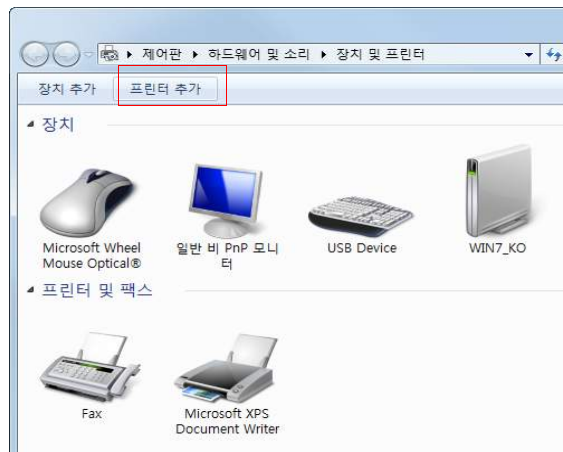 제어판 ▸ 하드웨어 및 소리 ▸ 장치 및 프린터
장치 추가 프린터 추가
장치
Microsoft Wheel
Mouse Optical®
일반 비 PnP 모니
터
USB Device
WIN7_KO
프린터 및 팩스
Fax
Microsoft XPS
Document Writer